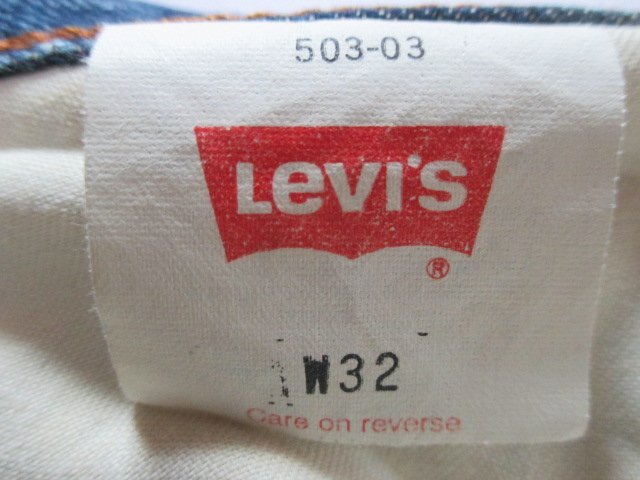 503-03
Levi's
®
W32
Care on reverse